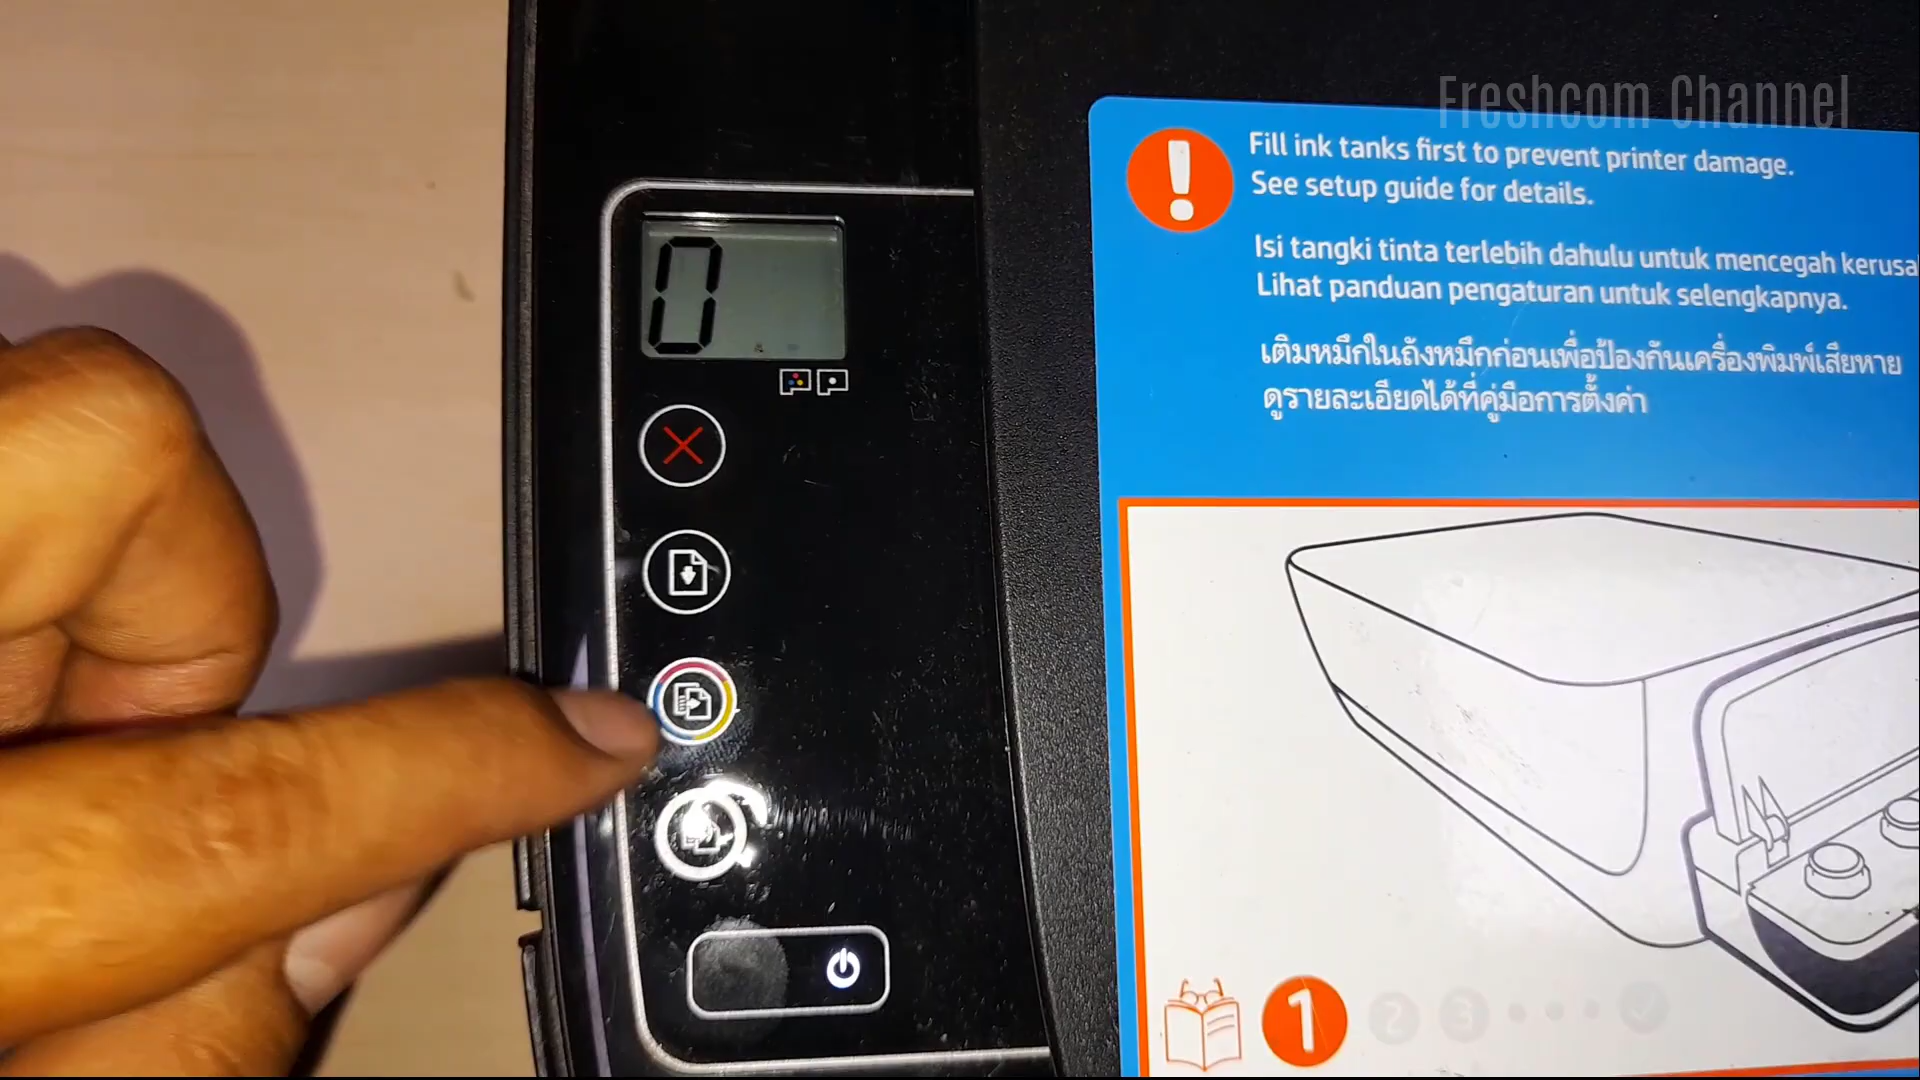 Freshcom Channel
Fill ink tanks first to prevent printer damage.
See setup guide for details.
Isi tangki tinta terlebih dahulu untuk mencegah kerusa
Lihat panduan pengaturan untuk selengkapnya.
เติมหมึกในถังหมึกก่อนเพื่อป้องกันเครื่องพิมพ์เสียหาย
ดูรายละเอียดได้ที่คู่มือการตั้งค่า
0
1 2 3